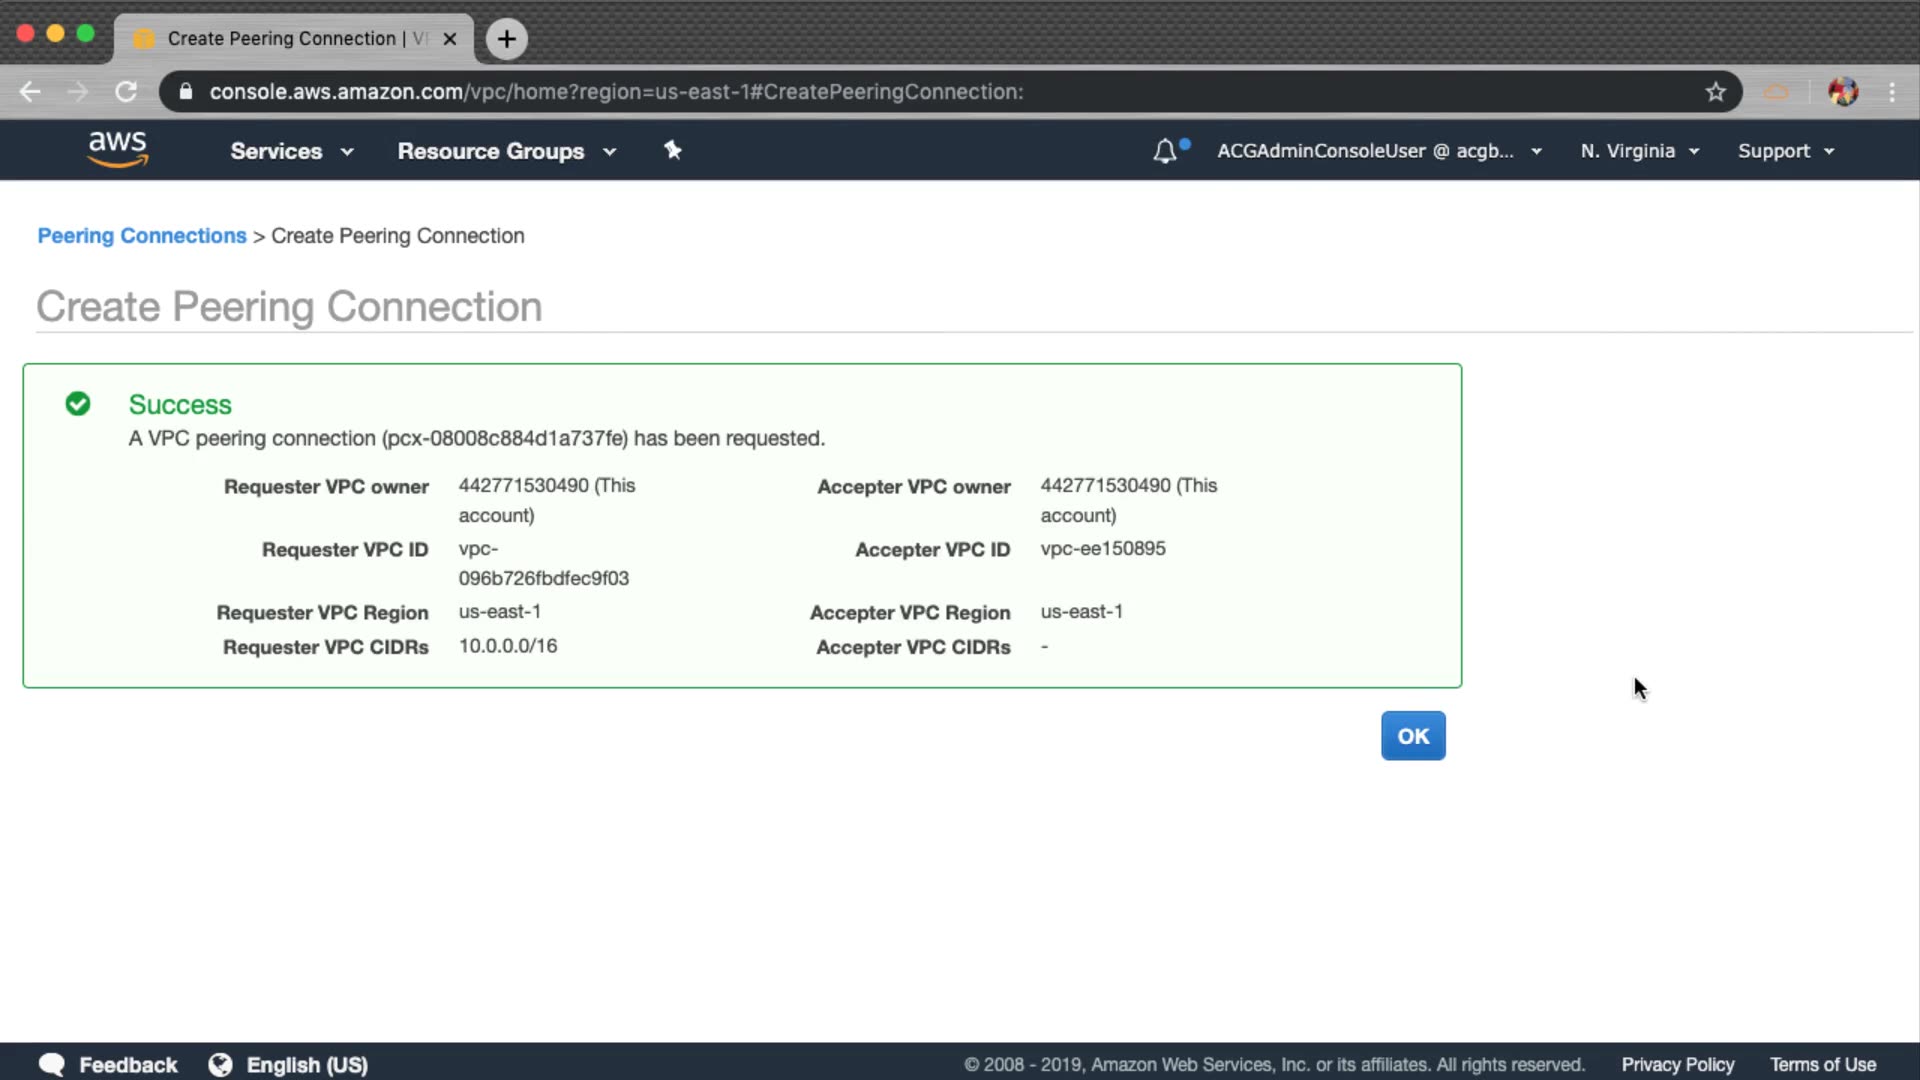 Create Peering Connection | VP
console.aws.amazon.com/vpc/home?region=us-east-1#CreatePeeringConnection:
aws
Services
Resource Groups
ACGAdminConsoleUser @ acgb...
N. Virginia
Support
Peering Connections > Create Peering Connection
Create Peering Connection
Success
A VPC peering connection (pcx-08008c884d1a737fe) has been requested.
Requester VPC owner 442771530490 (This account)
Accepter VPC owner 442771530490 (This account)
Requester VPC ID vpc-096b726fbdfec9f03
Accepter VPC ID vpc-ee150895
Requester VPC Region us-east-1
Accepter VPC Region us-east-1
Requester VPC CIDRs 10.0.0.0/16
Accepter VPC CIDRs -
OK
Feedback
English (US)
© 2008 - 2019, Amazon Web Services, Inc. or its affiliates. All rights reserved.
Privacy Policy
Terms of Use